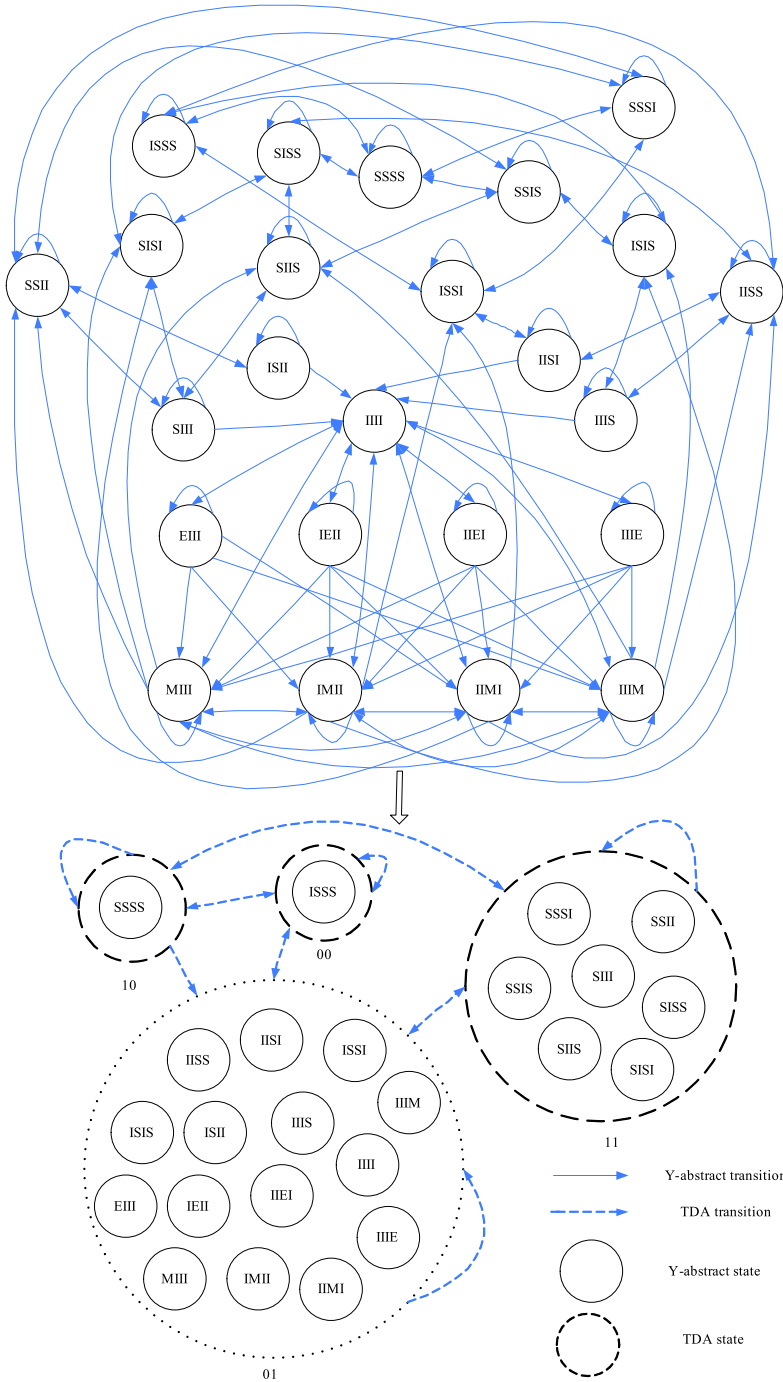 SSSI
ISSS
SISS
SSSS
SSIS
SISI
SIIS
ISIS
SSII
ISSI
IISS
ISII
IISI
SIII
IIII
IIIS
EIII
IEII
IIEI
IIIE
MIII
IMII
IIMI
IIIM
SSSS
ISSS
10
00
SSSI
SSII
SSIS
SIII
SISS
SIIS
SISI
11
IISS
IISI
ISSI
IIIM
ISIS
ISII
IIIS
IIII
EIII
IEII
IIEI
IIIE
MIII
IMII
IIMI
01
Y-abstract transition
TDA transition
Y-abstract state
TDA state